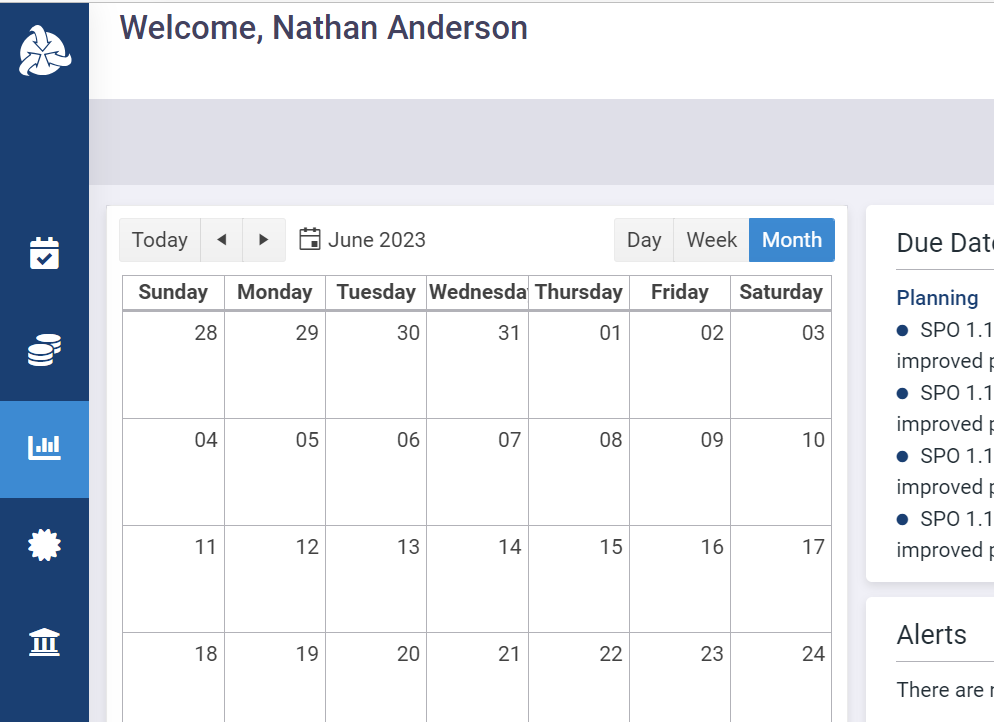 Welcome, Nathan Anderson
Today
June 2023
Day Week Month
Sunday Monday Tuesday Wednesda Thursday Friday Saturday
28 29 30 31 01 02 03
04 05 06 07 08 09 10
11 12 13 14 15 16 17
18 19 20 21 22 23 24
Due Date
Planning
SPO 1.1
improved p
SPO 1.1
improved p
SPO 1.1
improved p
SPO 1.1
improved p
Alerts
There are